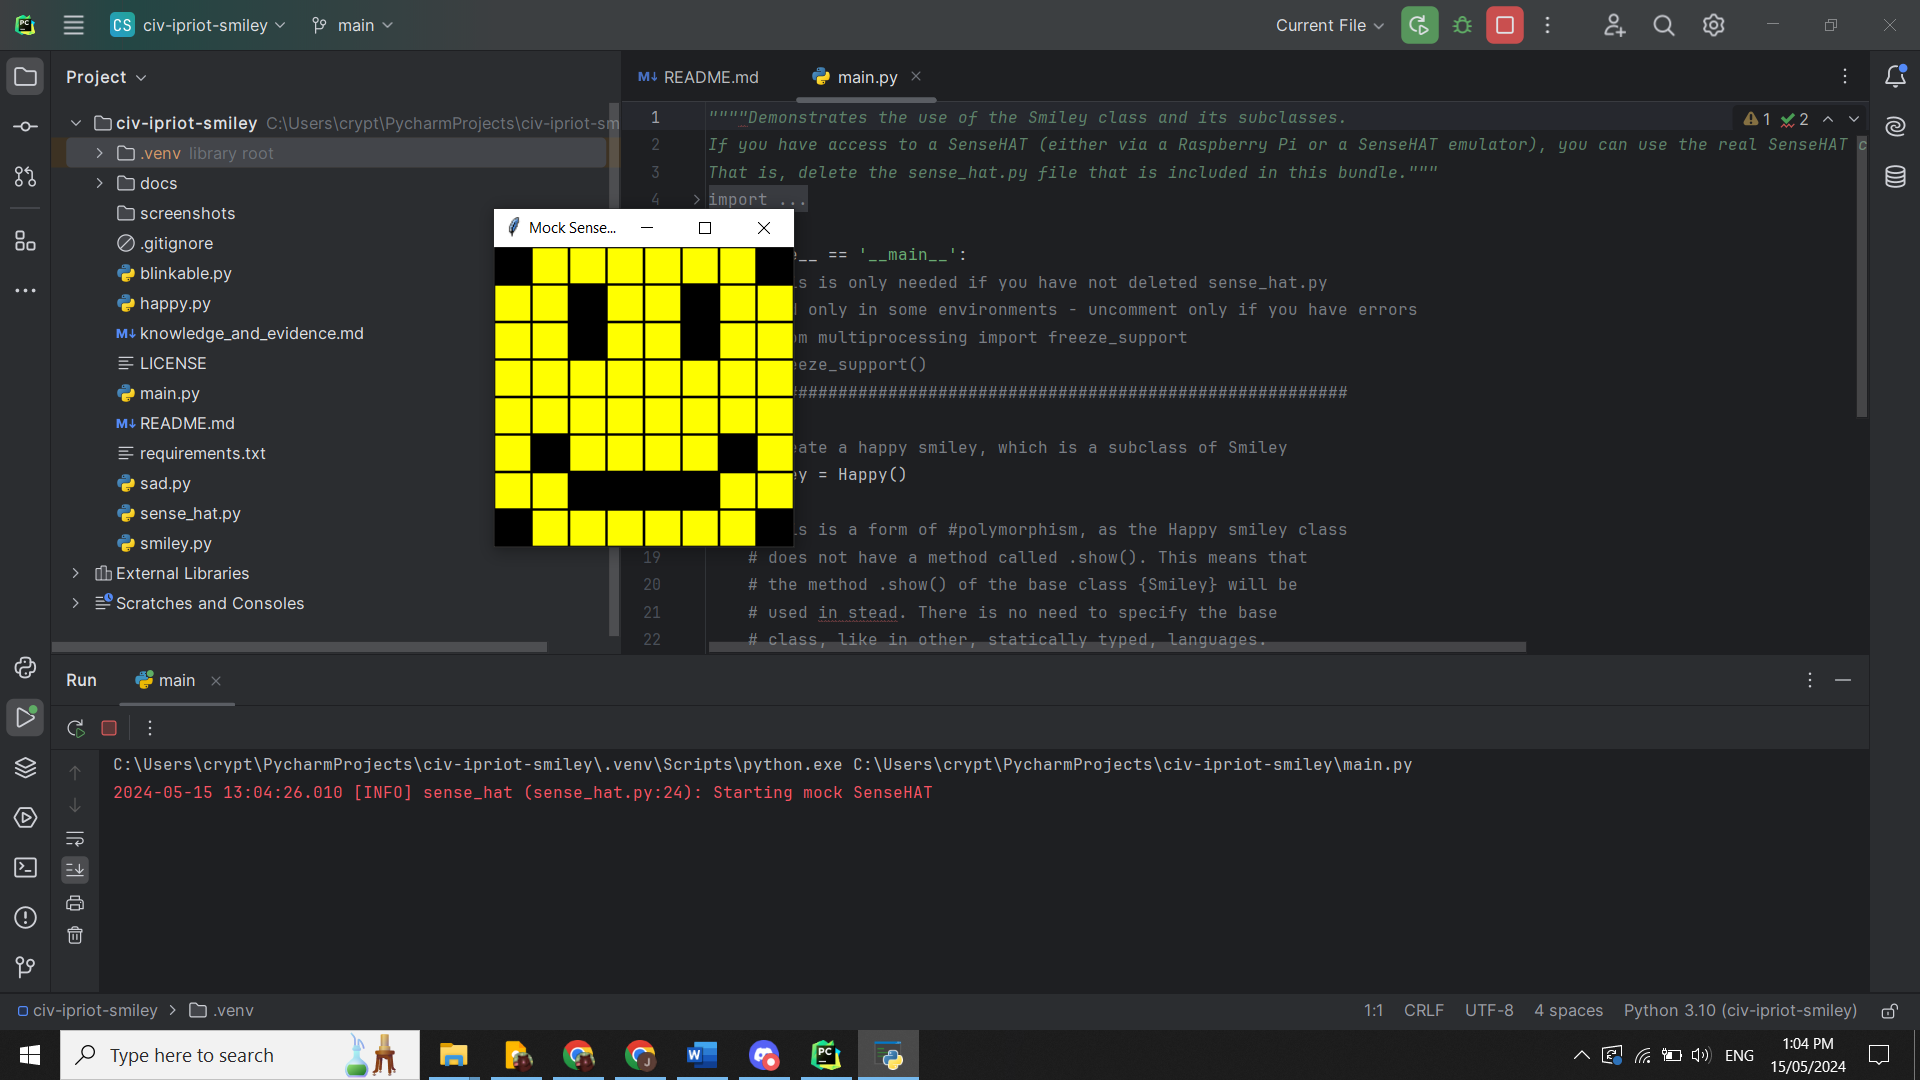 CS civ-ipriot-smiley main
Current File
Project
README.md
main.py
civ-ipriot-smiley C:\Users\crypt\PycharmProjects\civ-ipriot-sm
.venv library root
docs
screenshots
.gitignore
blinkable.py
happy.py
knowledge_and_evidence.md
LICENSE
main.py
README.md
requirements.txt
sad.py
sense_hat.py
smiley.py
External Libraries
Scratches and Consoles
1 """"Demonstrates the use of the Smiley class and its subclasses.
1 2
2 If you have access to a SenseHAT (either via a Raspberry Pi or a SenseHAT emulator), you can use the real SenseHAT c
3 That is, delete the sense_hat.py file that is included in this bundle."""
4 import ...
Mock Sense...
__ == '__main__':
s is only needed if you have not deleted sense_hat.py
only in some environments - uncomment only if you have errors
om multiprocessing import freeze_support
eze_support()
########################################################
eate a happy smiley, which is a subclass of Smiley
ey = Happy()
s is a form of #polymorphism, as the Happy smiley class
19 # does not have a method called .show(). This means that
20 # the method .show() of the base class {Smiley} will be
21 # used in stead. There is no need to specify the base
22 # class, like in other, statically typed, languages.
Run main
C:\Users\crypt\PycharmProjects\civ-ipriot-smiley\.venv\Scripts\python.exe C:\Users\crypt\PycharmProjects\civ-ipriot-smiley\main.py
2024-05-15 13:04:26.010 [INFO] sense_hat (sense_hat.py:24): Starting mock SenseHAT
civ-ipriot-smiley > .venv
1:1 CRLF UTF-8 4 spaces Python 3.10 (civ-ipriot-smiley)
Type here to search
ENG
1:04 PM
15/05/2024